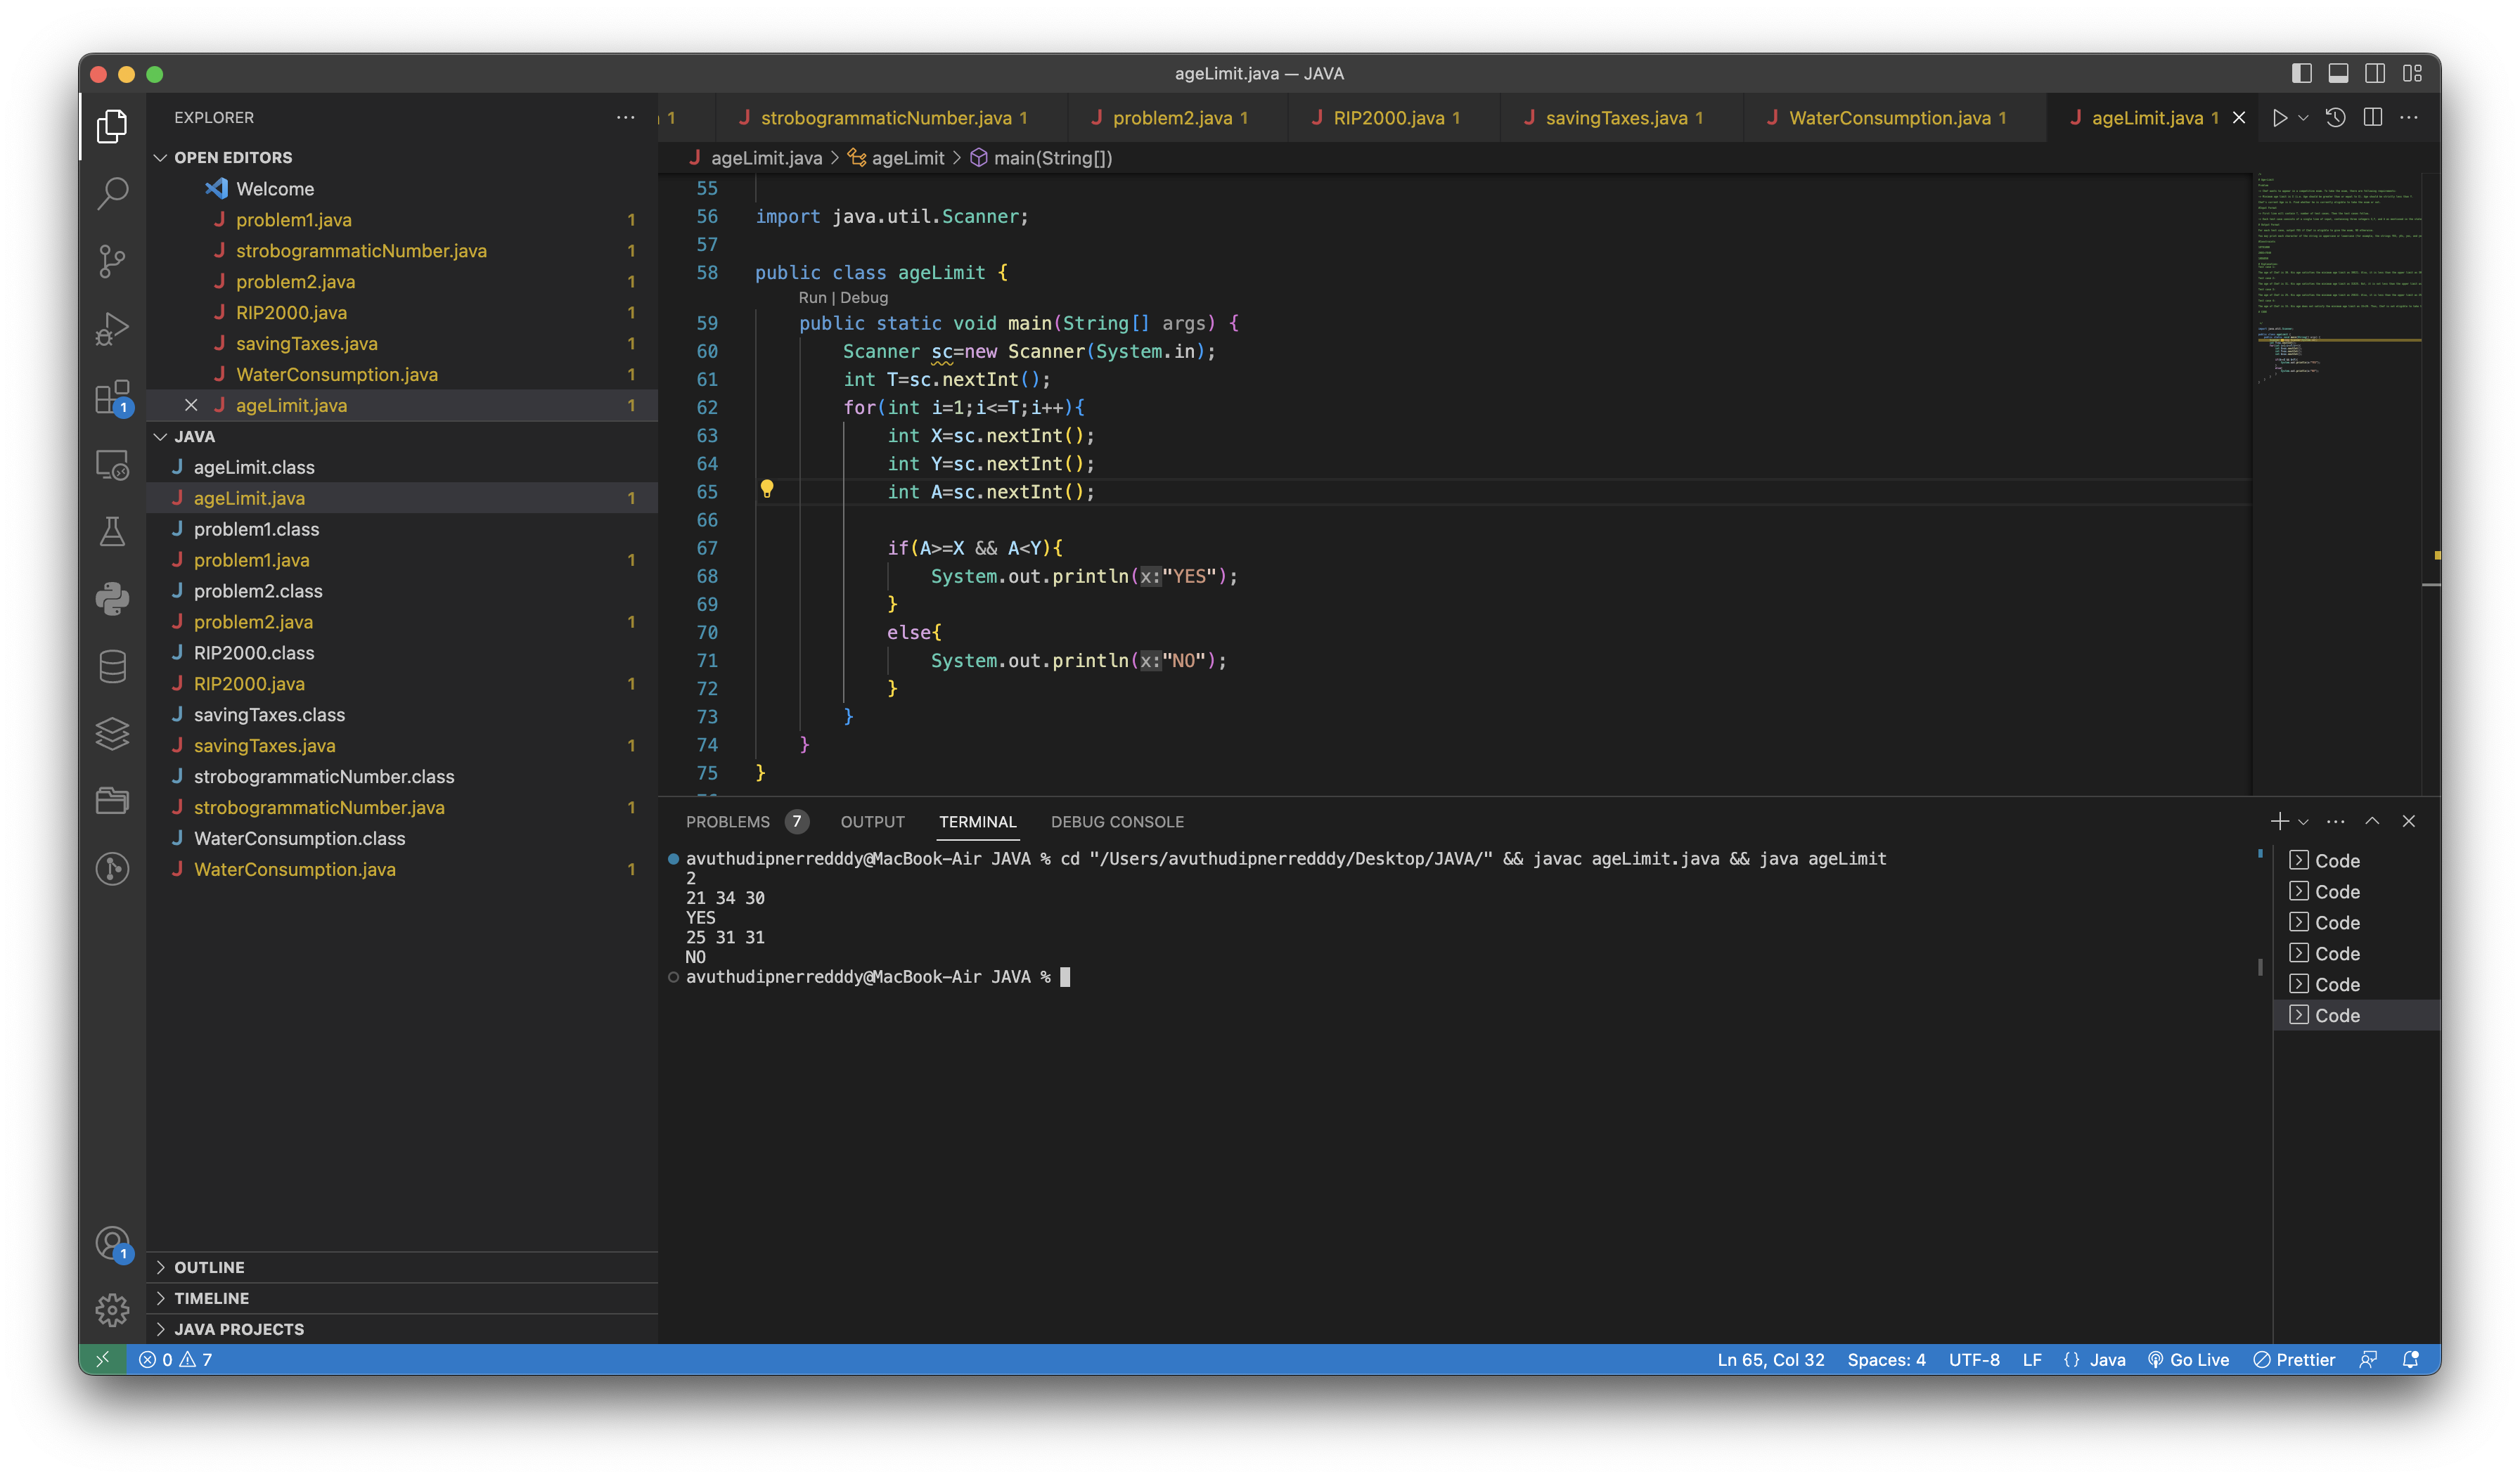 ageLimit.java — JAVA
EXPLORER
OPEN EDITORS
Welcome
problem1.java 1
strobogrammaticNumber.java 1
problem2.java 1
RIP2000.java 1
savingTaxes.java 1
WaterConsumption.java 1
ageLimit.java 1
JAVA
ageLimit.class
ageLimit.java 1
problem1.class
problem1.java 1
problem2.class
problem2.java 1
RIP2000.class
RIP2000.java 1
savingTaxes.class
savingTaxes.java 1
strobogrammaticNumber.class
strobogrammaticNumber.java 1
WaterConsumption.class
WaterConsumption.java 1
OUTLINE
TIMELINE
JAVA PROJECTS
1
1
1 strobogrammaticNumber.java 1 problem2.java 1 RIP2000.java 1 savingTaxes.java 1 WaterConsumption.java 1 ageLimit.java 1
ageLimit.java > ageLimit > main(String[])
55
56 import java.util.Scanner;
57
58 public class ageLimit {
Run | Debug
59 public static void main(String[] args) {
60 Scanner sc=new Scanner(System.in);
61 int T=sc.nextInt();
62 for(int i=1;i<=T;i++){
63 int X=sc.nextInt();
64 int Y=sc.nextInt();
65 int A=sc.nextInt();
66
67 if(A>=X && A<Y){
68 System.out.println(x:"YES");
69 }
70 else{
71 System.out.println(x:"NO");
72 }
73 }
74 }
75 }
PROBLEMS 7 OUTPUT TERMINAL DEBUG CONSOLE
avuthudipnerredddy@MacBook-Air JAVA % cd "/Users/avuthudipnerredddy/Desktop/JAVA/" && javac ageLimit.java && java ageLimit
2
21 34 30
YES
25 31 31
NO
avuthudipnerredddy@MacBook-Air JAVA %
Code
Code
Code
Code
Code
Code
0 7
Ln 65, Col 32 Spaces: 4 UTF-8 LF {} Java Go Live Prettier